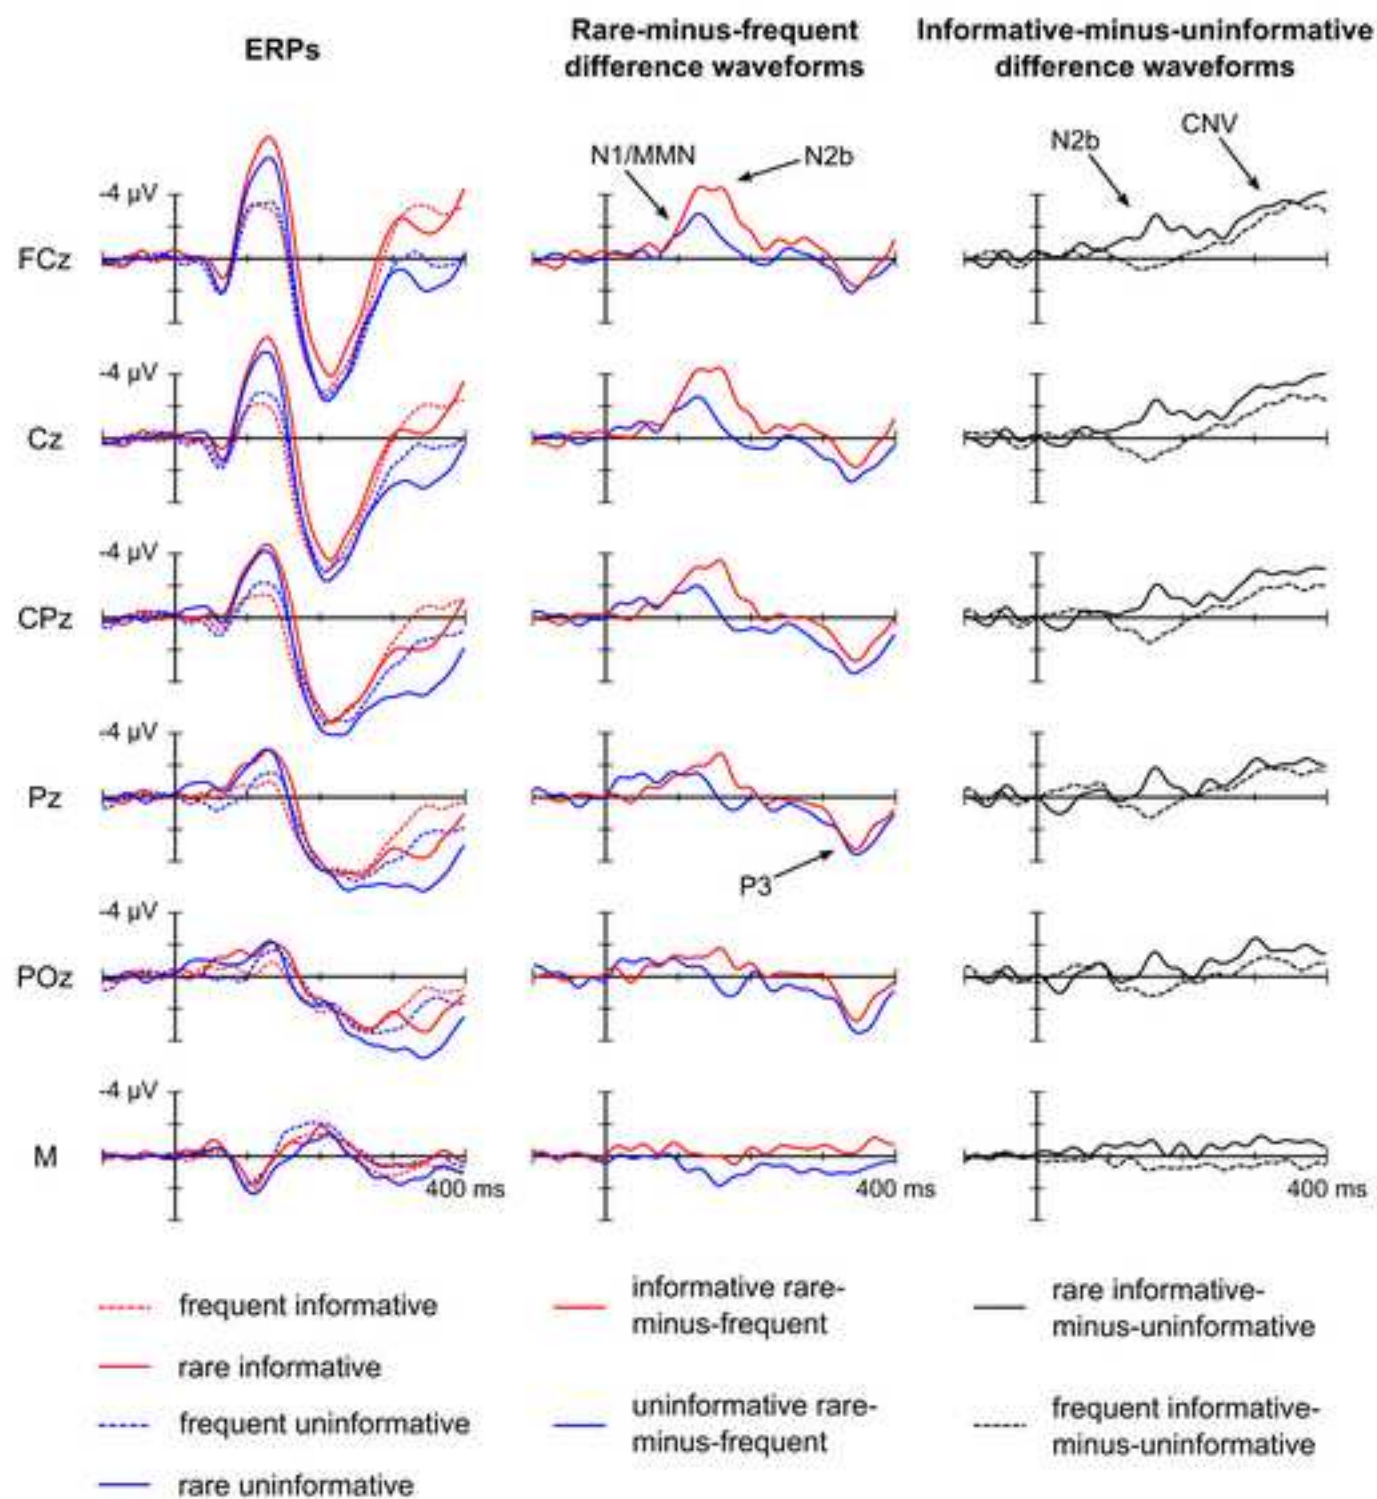 ERPs
Rare-minus-frequent
difference waveforms
Informative-minus-uninformative
difference waveforms
N1/MMN
N2b
N2b
CNV
-4 µV
FCz
-4 µV
Cz
-4 µV
CPz
-4 µV
Pz
P3
-4 µV
POz
-4 µV
M
400 ms
400 ms
400 ms
frequent informative
rare informative
frequent uninformative
rare uninformative
informative rare-
minus-frequent
uninformative rare-
minus-frequent
rare informative-
minus-uninformative
frequent informative-
minus-uninformative